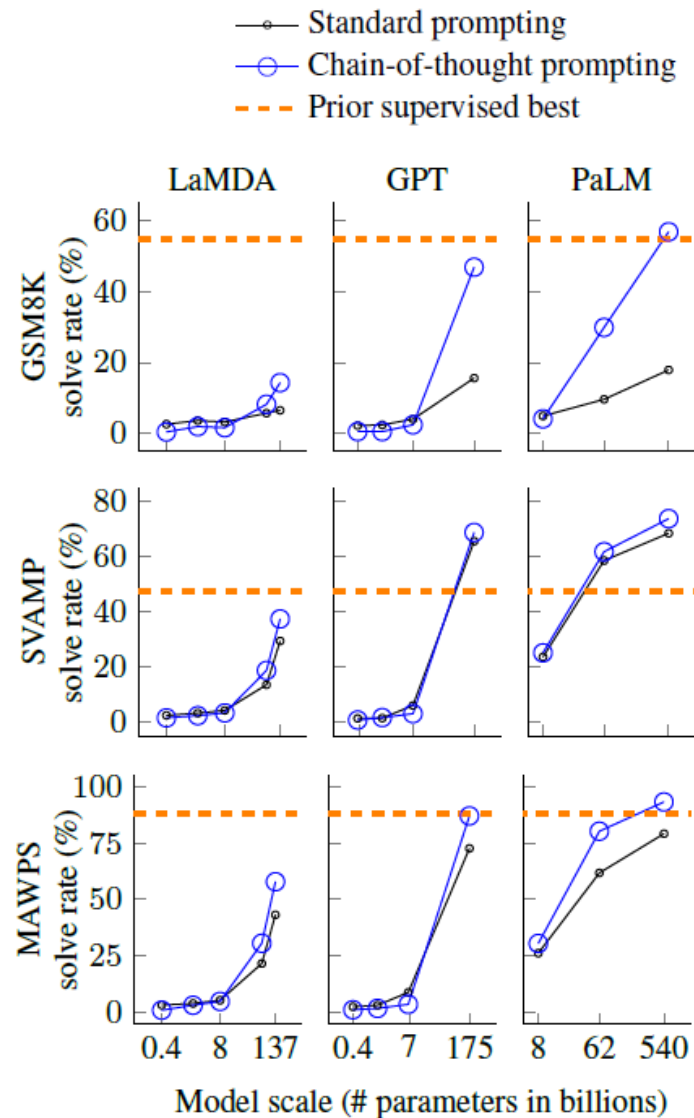 Standard prompting
Chain-of-thought prompting
Prior supervised best
LaMDA GPT PaLM
GSM8K
solve rate (%)
60
40
20
0
SVAMP
solve rate (%)
80
60
40
20
0
MAWPS
solve rate (%)
100
75
50
25
0
0.4 8 137 0.4 7 175 8 62 540
Model scale (# parameters in billions)